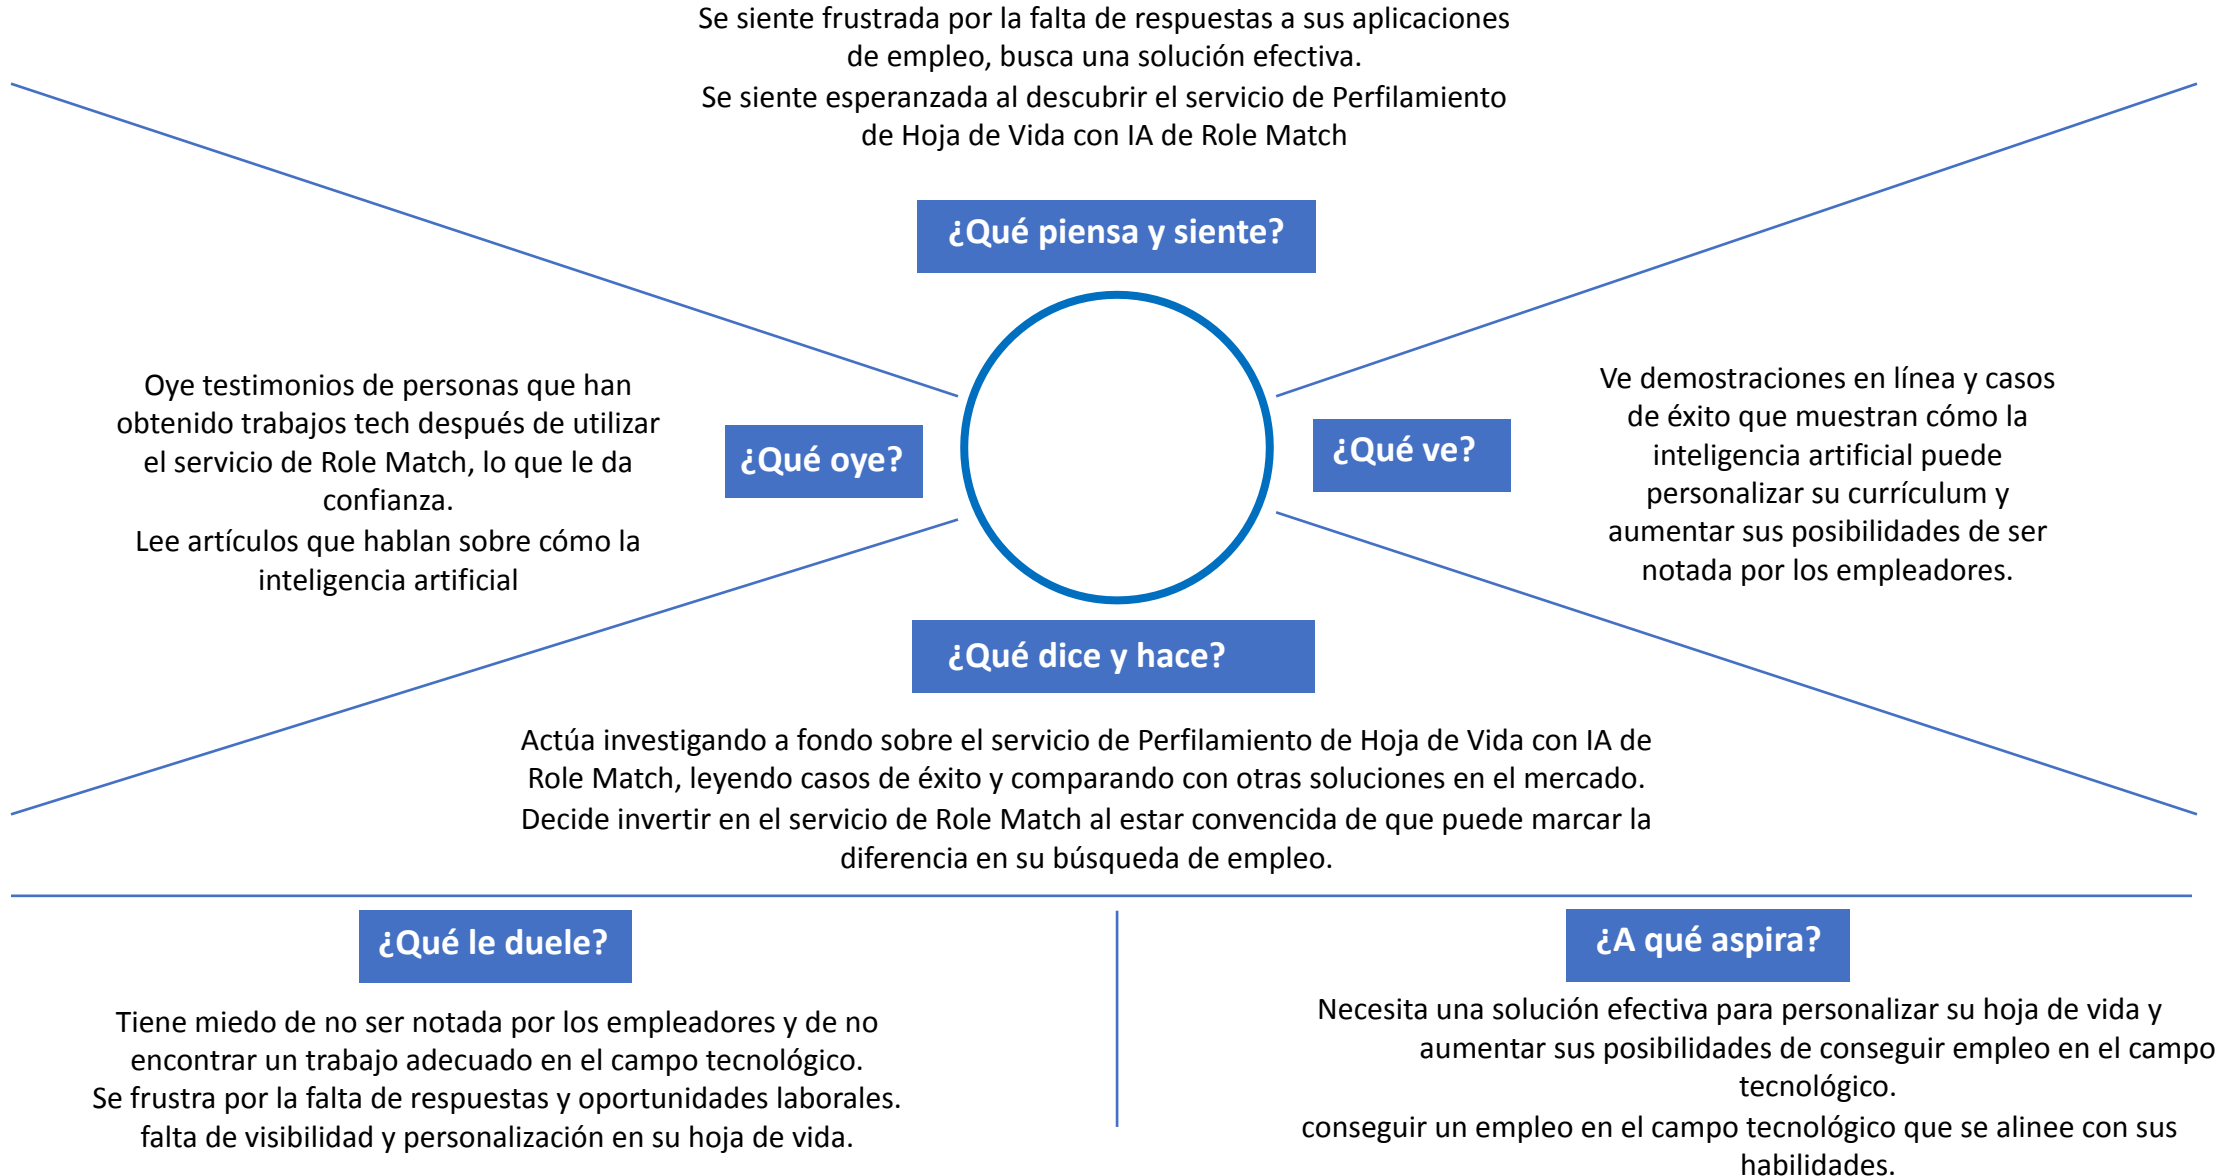 Se siente frustrada por la falta de respuestas a sus aplicaciones
de empleo, busca una solución efectiva.
Se siente esperanzada al descubrir el servicio de Perfilamiento
de Hoja de Vida con IA de Role Match
¿Qué piensa y siente?
Oye testimonios de personas que han
obtenido trabajos tech después de utilizar
el servicio de Role Match, lo que le da
confianza.
Lee artículos que hablan sobre cómo la
inteligencia artificial
¿Qué oye?
¿Qué ve?
Ve demostraciones en línea y casos
de éxito que muestran cómo la
inteligencia artificial puede
personalizar su currículum y
aumentar sus posibilidades de ser
notada por los empleadores.
¿Qué dice y hace?
Actúa investigando a fondo sobre el servicio de Perfilamiento de Hoja de Vida con IA de
Role Match, leyendo casos de éxito y comparando con otras soluciones en el mercado.
Decide invertir en el servicio de Role Match al estar convencida de que puede marcar la
diferencia en su búsqueda de empleo.
¿Qué le duele?
Tiene miedo de no ser notada por los empleadores y de no
encontrar un trabajo adecuado en el campo tecnológico.
Se frustra por la falta de respuestas y oportunidades laborales.
falta de visibilidad y personalización en su hoja de vida.
¿A qué aspira?
Necesita una solución efectiva para personalizar su hoja de vida y
aumentar sus posibilidades de conseguir empleo en el campo
tecnológico.
conseguir un empleo en el campo tecnológico que se alinee con sus
habilidades.